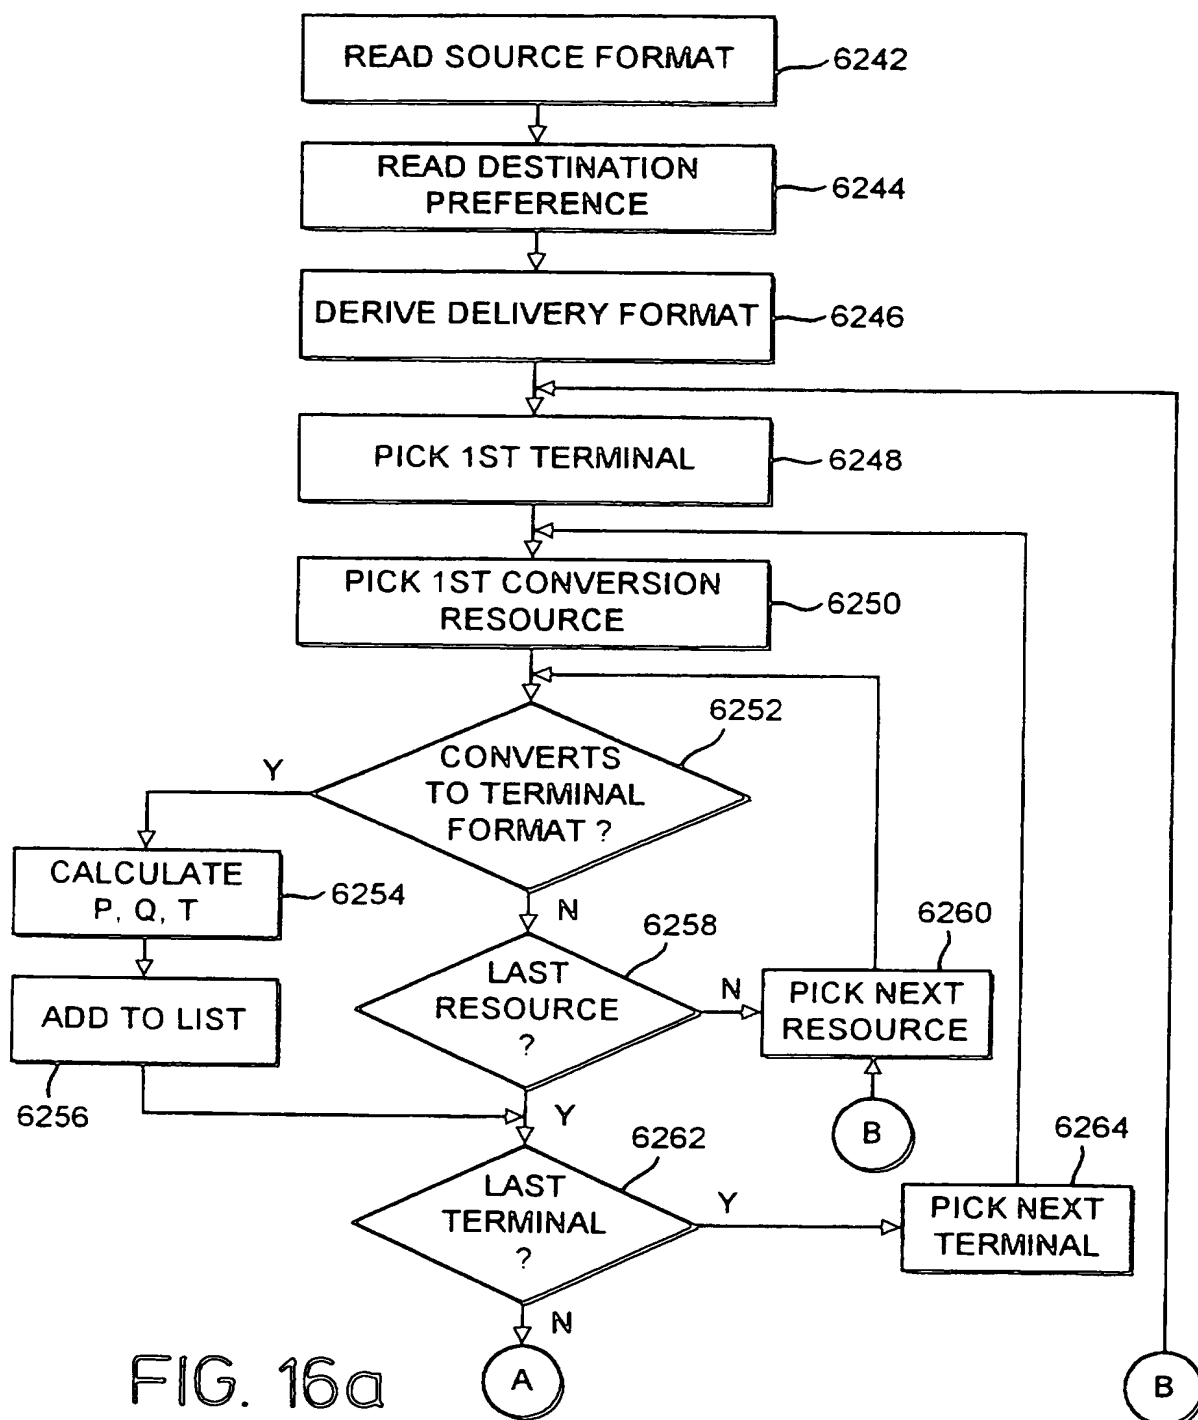 READ SOURCE FORMAT
6242
READ DESTINATION
PREFERENCE
6244
DERIVE DELIVERY FORMAT
6246
PICK 1ST TERMINAL
6248
PICK 1ST CONVERSION
RESOURCE
6250
6252
CONVERTS
TO TERMINAL
FORMAT ?
Y
N
CALCULATE
P, Q, T
6254
ADD TO LIST
6256
6258
LAST
RESOURCE
?
N
Y
6260
PICK NEXT
RESOURCE
B
6262
LAST
TERMINAL
?
Y
N
6264
PICK NEXT
TERMINAL
A
B
FIG. 16a